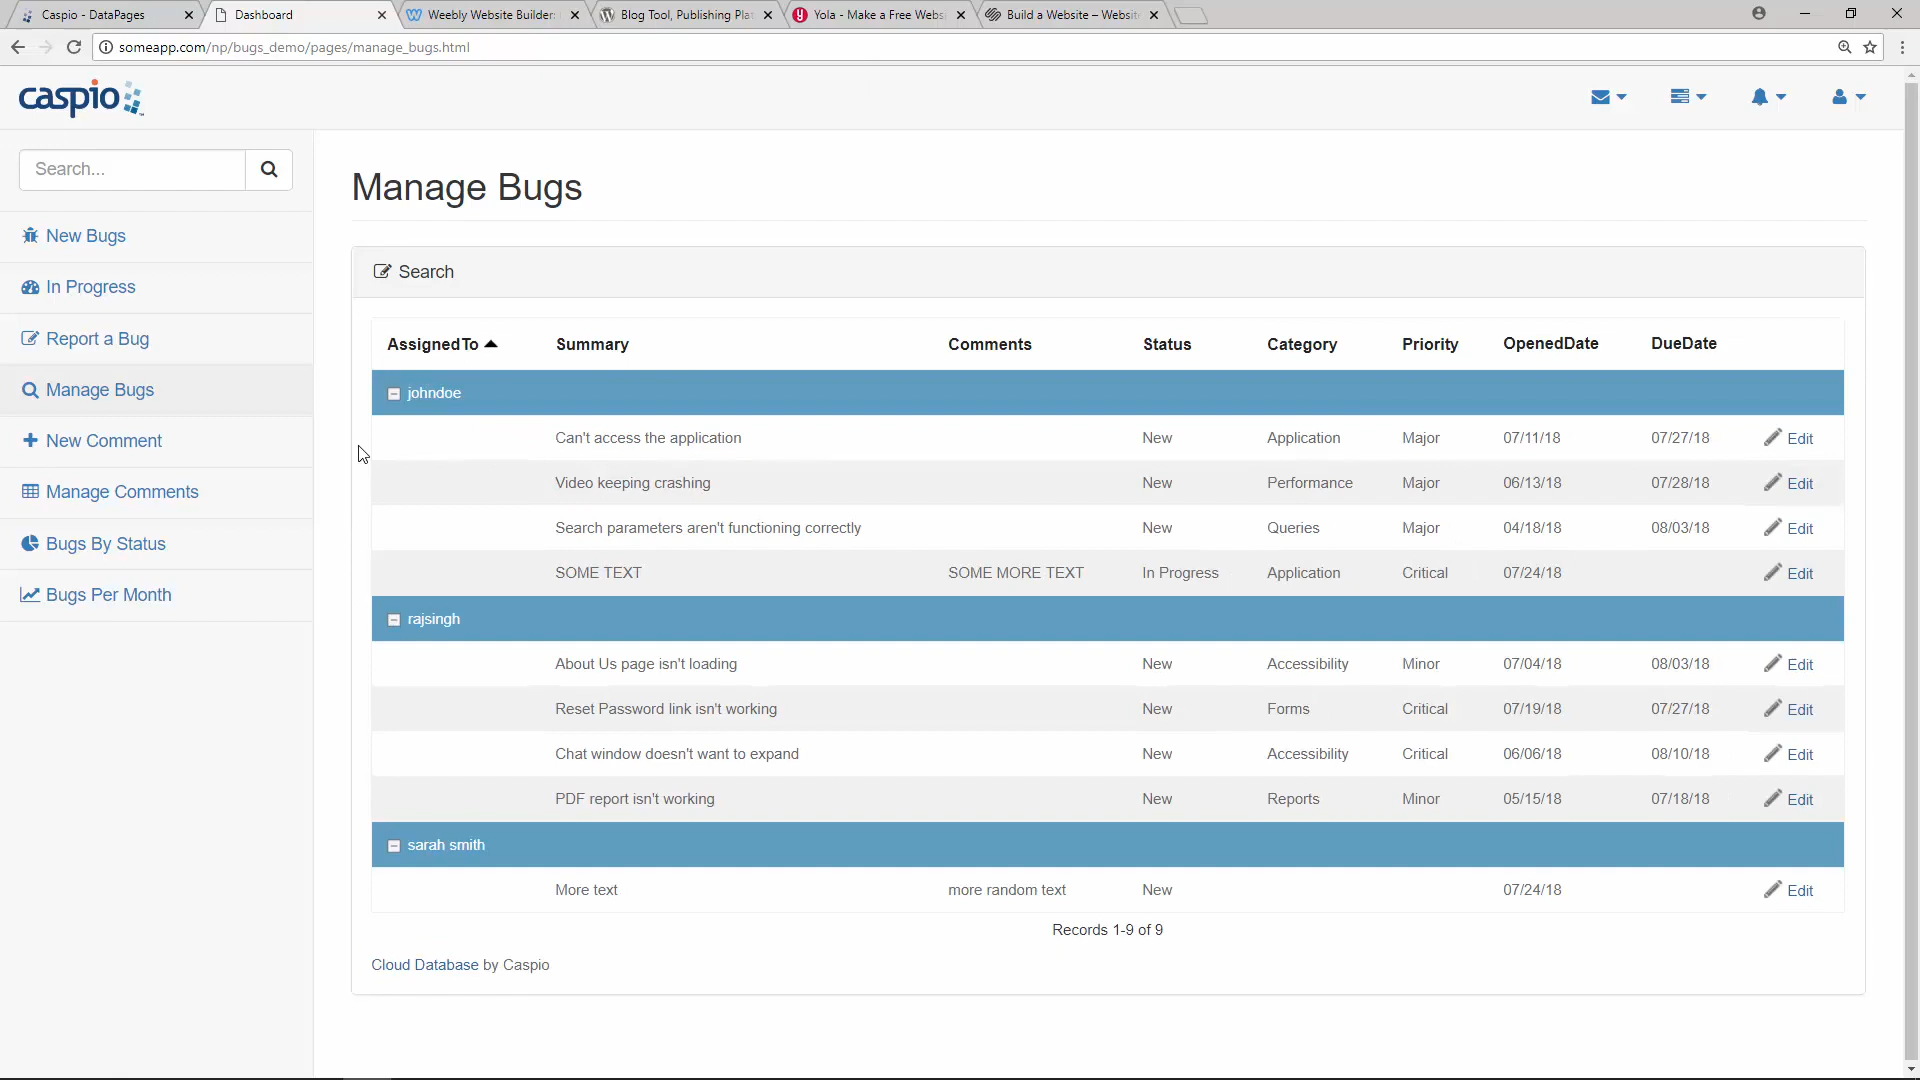 Caspio - DataPages
Dashboard
Weebly Website Builder:
Blog Tool, Publishing Pla
Yola - Make a Free Webs
Build a Website – Websit
someapp.com/np/bugs_demo/pages/manage_bugs.html
caspio
Search...
New Bugs
In Progress
Report a Bug
Manage Bugs
New Comment
Manage Comments
Bugs By Status
Bugs Per Month
Manage Bugs
Search
AssignedTo Summary Comments Status Category Priority OpenedDate DueDate
johndoe
Can't access the application New Application Major 07/11/18 07/27/18 Edit
Video keeping crashing New Performance Major 06/13/18 07/28/18 Edit
Search parameters aren't functioning correctly New Queries Major 04/18/18 08/03/18 Edit
SOME TEXT SOME MORE TEXT In Progress Application Critical 07/24/18 Edit
rajsingh
About Us page isn't loading New Accessibility Minor 07/04/18 08/03/18 Edit
Reset Password link isn't working New Forms Critical 07/19/18 07/27/18 Edit
Chat window doesn't want to expand New Accessibility Critical 06/06/18 08/10/18 Edit
PDF report isn't working New Reports Minor 05/15/18 07/18/18 Edit
sarah smith
More text more random text New 07/24/18 Edit
Records 1-9 of 9
Cloud Database by Caspio